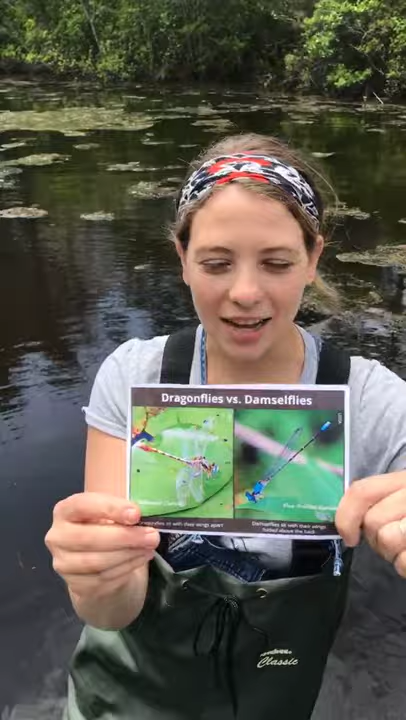 Dragonflies vs. Damselflies
Dragonflies sit with their wings apart
Damselflies sit with their wings
folded above the back
Classic